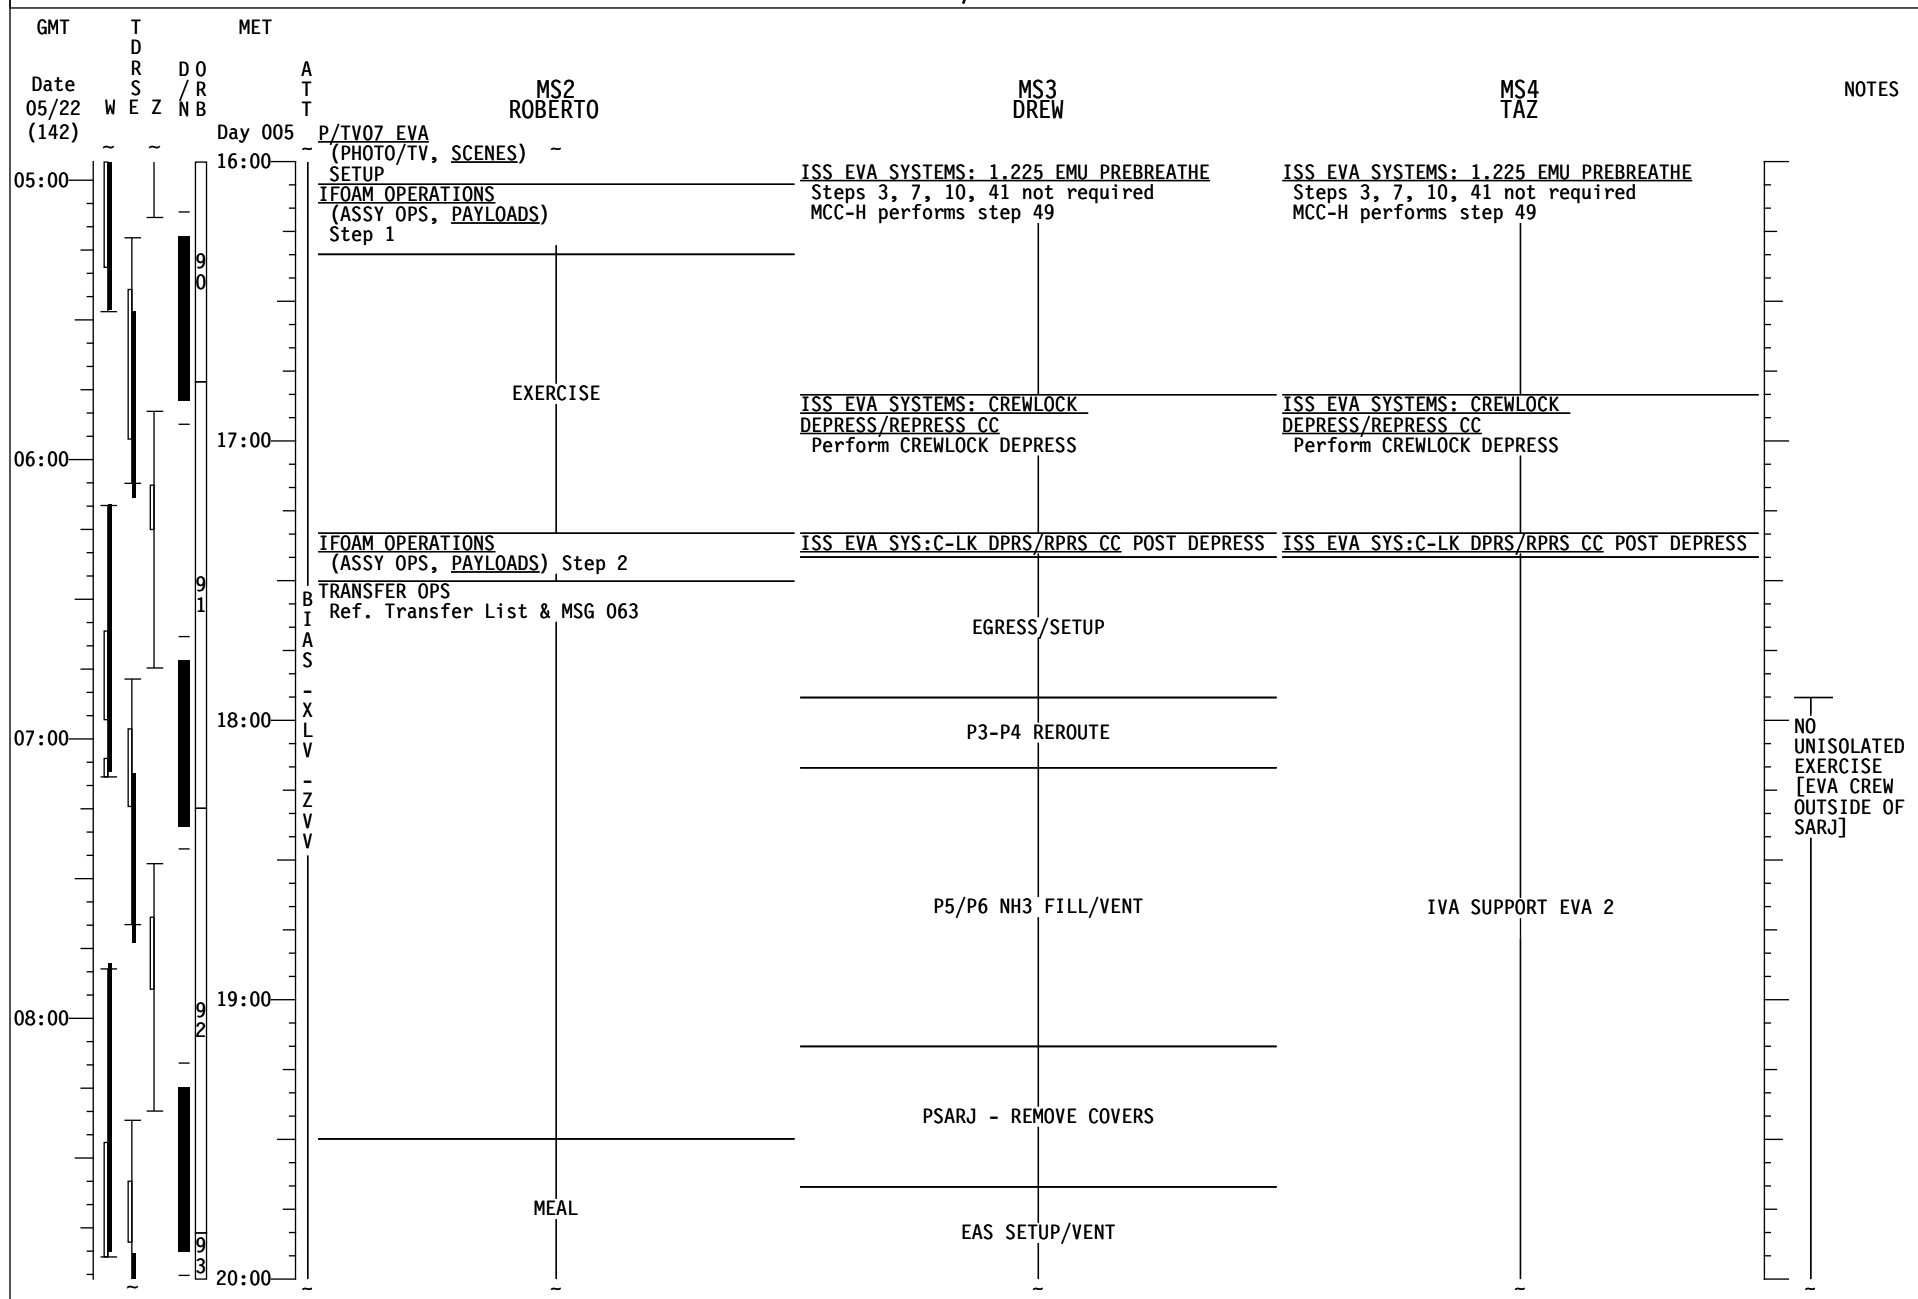 GMT
MET
TDRS
Date
05/22
(142)
W E Z
D/N
ORB
Day 005
ATT
MS2
ROBERTO
MS3
DREW
MS4
TAZ
NOTES
05:00
06:00
07:00
08:00
90
91
92
93
16:00
17:00
18:00
19:00
20:00
BIAS -XLV -ZVV
P/TV07 EVA
(PHOTO/TV, SCENES)
SETUP
IFOAM OPERATIONS
(ASSY OPS, PAYLOADS)
Step 1
EXERCISE
IFOAM OPERATIONS
(ASSY OPS, PAYLOADS) Step 2
TRANSFER OPS
Ref. Transfer List & MSG 063
MEAL
ISS EVA SYSTEMS: 1.225 EMU PREBREATHE
Steps 3, 7, 10, 41 not required
MCC-H performs step 49
ISS EVA SYSTEMS: CREWLOCK
DEPRESS/REPRESS CC
Perform CREWLOCK DEPRESS
ISS EVA SYS:C-LK DPRS/RPRS CC POST DEPRESS
EGRESS/SETUP
P3-P4 REROUTE
P5/P6 NH3 FILL/VENT
PSARJ - REMOVE COVERS
EAS SETUP/VENT
ISS EVA SYSTEMS: 1.225 EMU PREBREATHE
Steps 3, 7, 10, 41 not required
MCC-H performs step 49
ISS EVA SYSTEMS: CREWLOCK
DEPRESS/REPRESS CC
Perform CREWLOCK DEPRESS
ISS EVA SYS:C-LK DPRS/RPRS CC POST DEPRESS
IVA SUPPORT EVA 2
NO
UNISOLATED
EXERCISE
[EVA CREW
OUTSIDE OF
SARJ]